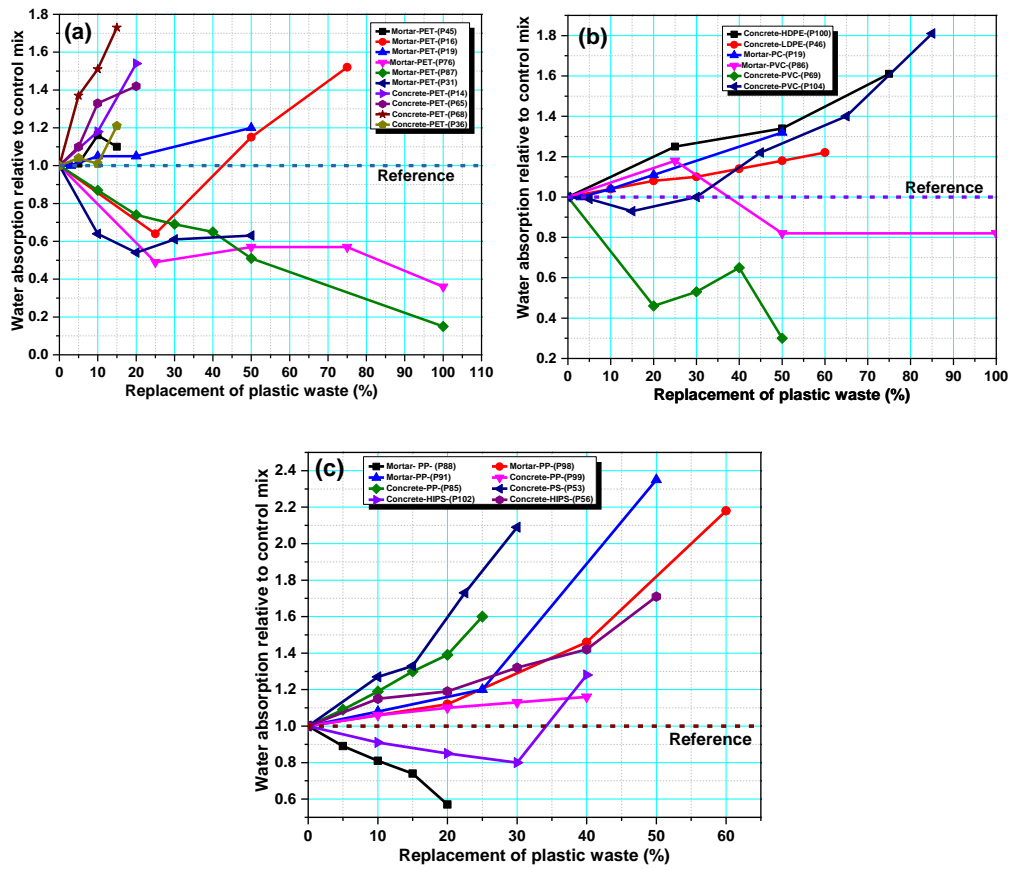 (a)
Mortar-PET-(P45)
Mortar-PET-(P16)
Mortar-PET-(P19)
Mortar-PET-(P76)
Mortar-PET-(P87)
Mortar-PET-(P31)
Concrete-PET-(P14)
Concrete-PET-(P65)
Concrete-PET-(P68)
Concrete-PET-(P36)
Reference
1.8
1.6
1.4
1.2
1.0
0.8
0.6
0.4
0.2
0.0
0 10 20 30 40 50 60 70 80 90 100 110
Water absorption relative to control mix
Replacement of plastic waste (%)
(b)
Concrete-HDPE-(P100)
Concrete-LDPE-(P46)
Mortar-PC-(P19)
Mortar-PVC-(P86)
Concrete-PVC-(P69)
Concrete-PVC-(P104)
Reference
1.8
1.6
1.4
1.2
1.0
0.8
0.6
0.4
0.2
0 10 20 30 40 50 60 70 80 90 100
Water absorption relative to control mix
Replacement of plastic waste (%)
(c)
Mortar- PP- (P88) Mortar-PP-(P98)
Mortar-PP-(P91) Concrete-PP-(P99)
Concrete-PP-(P85) Concrete-PS-(P53)
Concrete-HIPS-(P102) Concrete-HIPS-(P56)
Reference
2.4
2.2
2.0
1.8
1.6
1.4
1.2
1.0
0.8
0.6
0 10 20 30 40 50 60
Water absorption relative to control mix
Replacement of plastic waste (%)